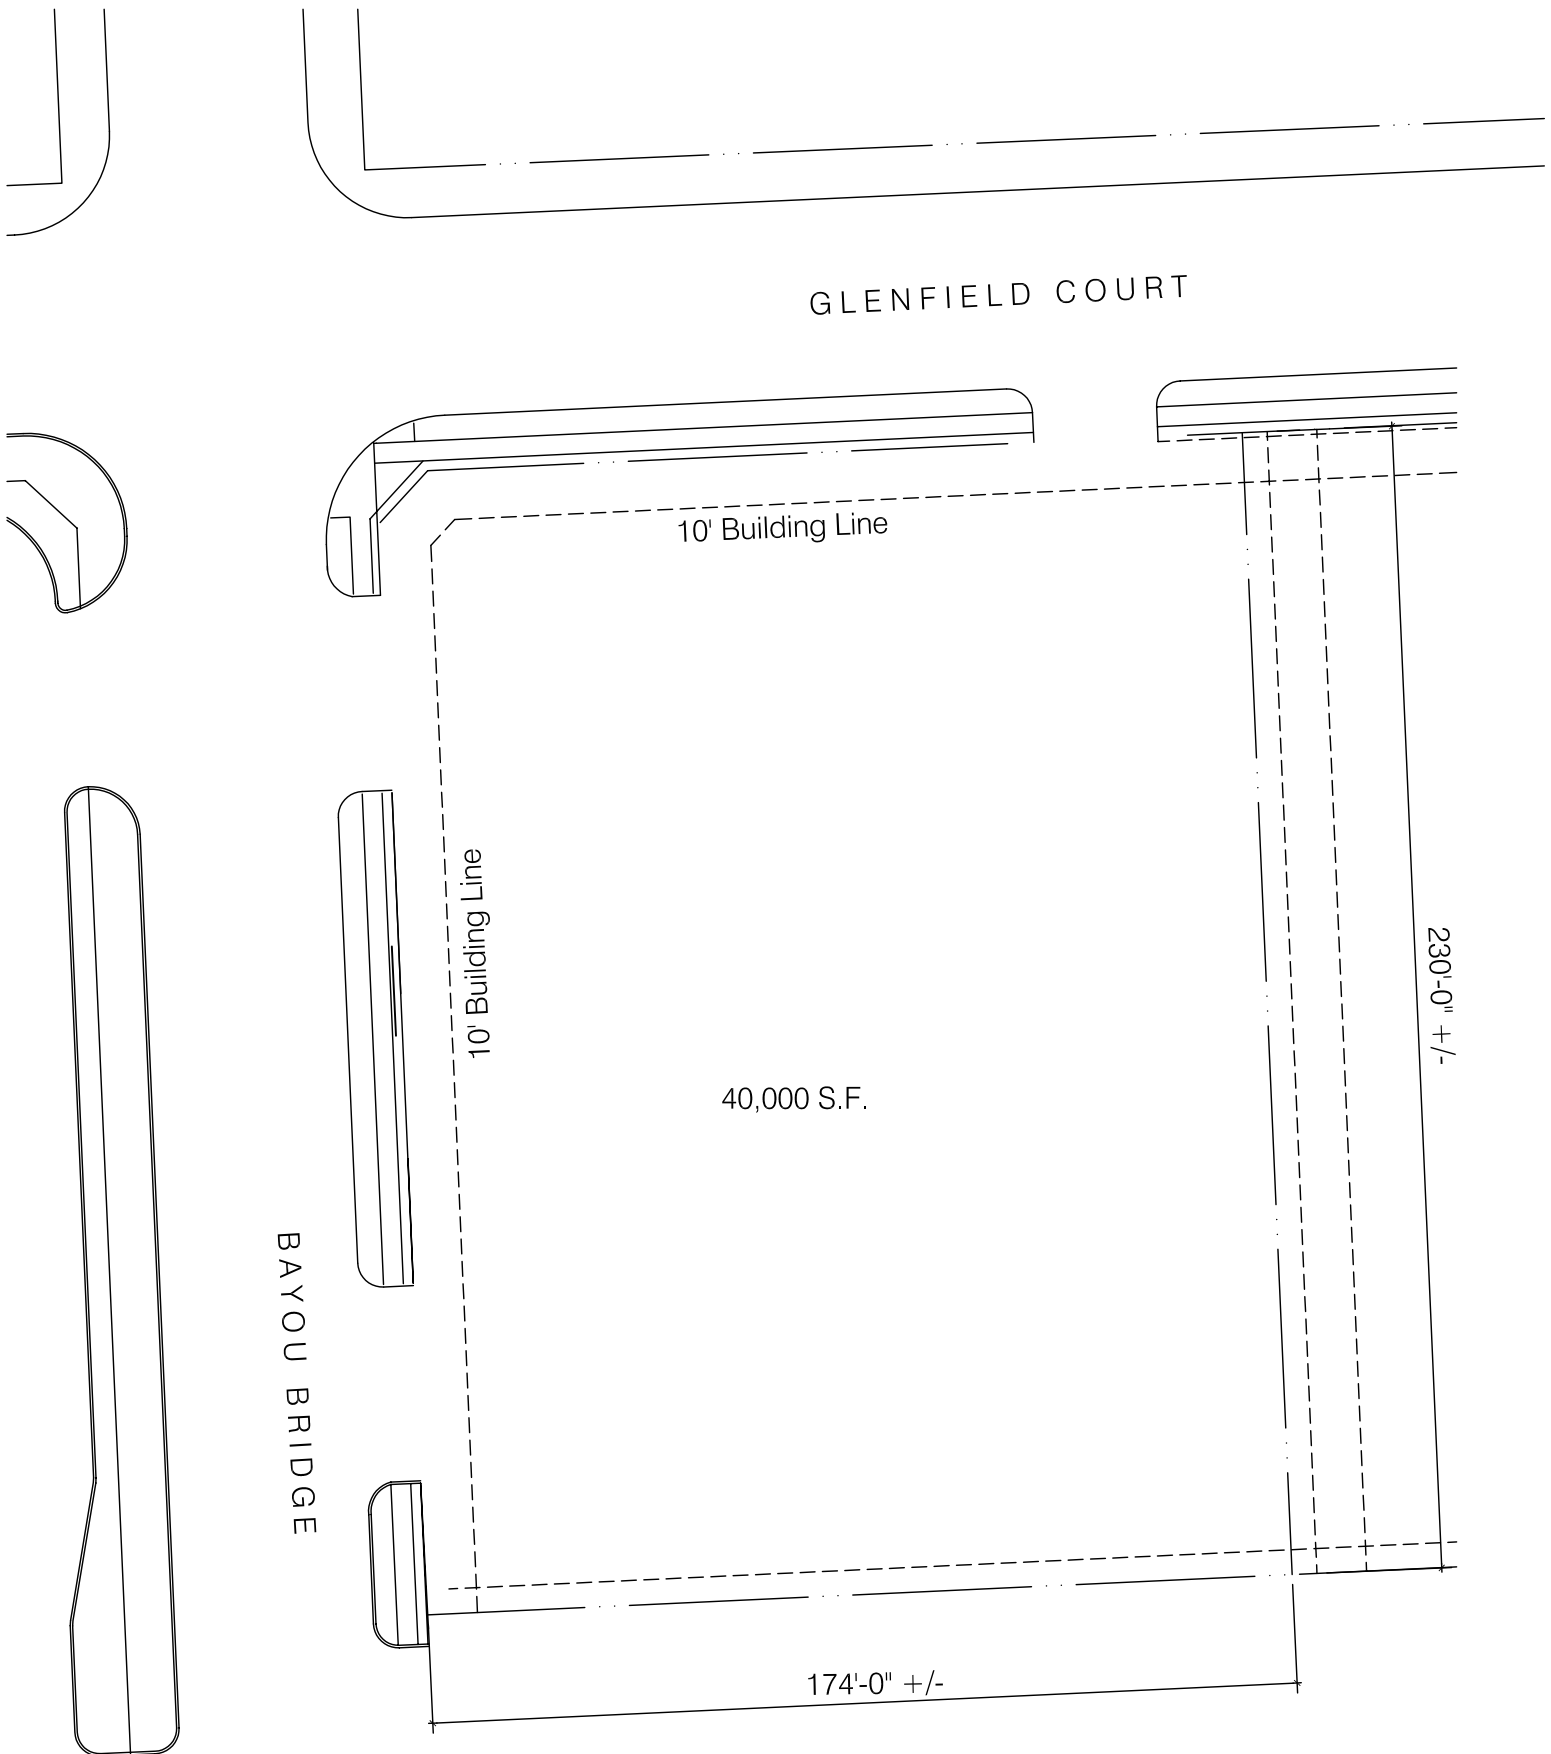 GLENFIELD COURT
10' Building Line
10' Building Line
230'-0" +/-
40,000 S.F.
BAYOU BRIDGE
174'-0" +/-